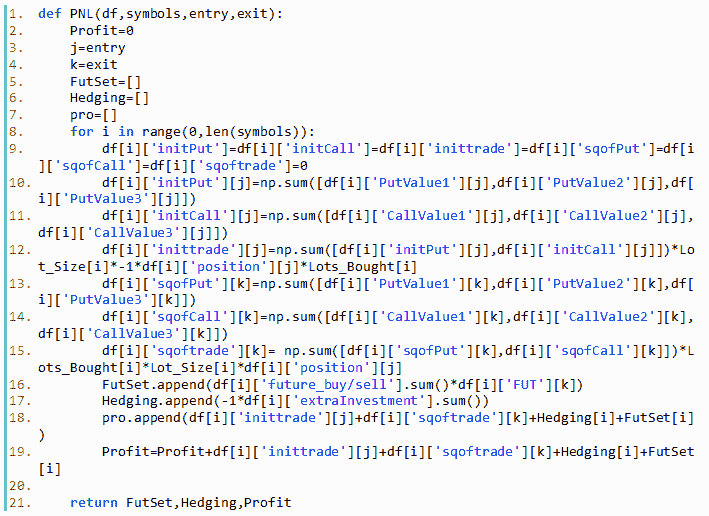 1. def PNL(df,symbols,entry,exit):
2.     Profit=0
3.     j=entry
4.     k=exit
5.     FutSet=[]
6.     Hedging=[]
7.     pro=[]
8.     for i in range(0,len(symbols)):
9.         df[i]['initPut']=df[i]['initCall']=df[i]['inittrade']=df[i]['sqofPut']=df[i
]['sqofCall']=df[i]['sqoftrade']=0
10.         df[i]['initPut'][j]=np.sum([df[i]['PutValue1'][j],df[i]['PutValue2'][j],df[
i]['PutValue3'][j]])
11.         df[i]['initCall'][j]=np.sum([df[i]['CallValue1'][j],df[i]['CallValue2'][j],
df[i]['CallValue3'][j]])
12.         df[i]['inittrade'][j]=np.sum([df[i]['initPut'][j],df[i]['initCall'][j]])*Lo
t_Size[i]*-1*df[i]['position'][j]*Lots_Bought[i]
13.         df[i]['sqofPut'][k]=np.sum([df[i]['PutValue1'][k],df[i]['PutValue2'][k],df[
i]['PutValue3'][k]])
14.         df[i]['sqofCall'][k]=np.sum([df[i]['CallValue1'][k],df[i]['CallValue2'][k],
df[i]['CallValue3'][k]])
15.         df[i]['sqoftrade'][k]= np.sum([df[i]['sqofPut'][k],df[i]['sqofCall'][k]])*L
ots_Bought[i]*Lot_Size[i]*df[i]['position'][j]
16.         FutSet.append(df[i]['future_buy/sell'].sum()*df[i]['FUT'][k])
17.         Hedging.append(-1*df[i]['extraInvestment'].sum())
18.         pro.append(df[i]['inittrade'][j]+df[i]['sqoftrade'][k]+Hedging[i]+FutSet[i]
)
19.         Profit=Profit+df[i]['inittrade'][j]+df[i]['sqoftrade'][k]+Hedging[i]+FutSet
[i]
20.
21.     return FutSet,Hedging,Profit